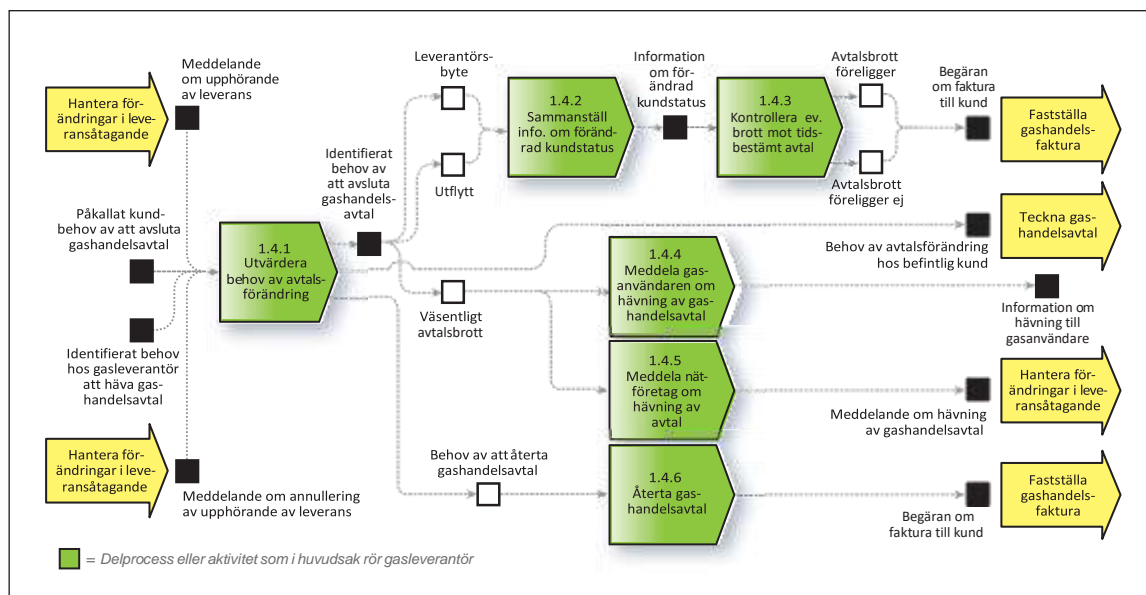 Hantera för-
ändringar i leve-
ransåtagande
Meddelande
om upphörande
av leverans
Påkallat kund-
behov av att avsluta
gashandelsavtal
Identifierat behov
hos gasleverantör
att häva gas-
handelsavtal
Hantera för-
ändringar i leve-
ransåtagande
Meddelande om annullering
av upphörande av leverans
1.4.1
Utvärdera
behov av avtals-
förändring
Identifierat
behov av
att avsluta
gashandels-
avtal
Leverantörs-
byte
Utflytt
Väsentligt
avtalsbrott
Behov av att återta
gashandelsavtal
1.4.2
Sammanställ
info. om föränd-
rad kundstatus
Information
om för-
ändrad
kundstatus
1.4.3
Kontrollera ev.
brott mot tids-
bestämt avtal
Avtalsbrott
föreligger
Avtalsbrott
föreligger ej
Begäran
om faktura
till kund
Fastställa
gashandels-
faktura
Behov av avtalsförändring
hos befintlig kund
Teckna gas-
handelsavtal
1.4.4
Meddela gas-
användaren om
hävning av gas-
handelsavtal
Information om
hävning till
gasanvändare
1.4.5
Meddela nät-
företag om
hävning av
avtal
Meddelande om hävning
av gashandelsavtal
Hantera för-
ändringar i leve-
ransåtagande
1.4.6
Återta gas-
handelsavtal
Begäran om
faktura till kund
Fastställa
gashandels-
faktura
= Delprocess eller aktivitet som i huvudsak rör gasleverantör